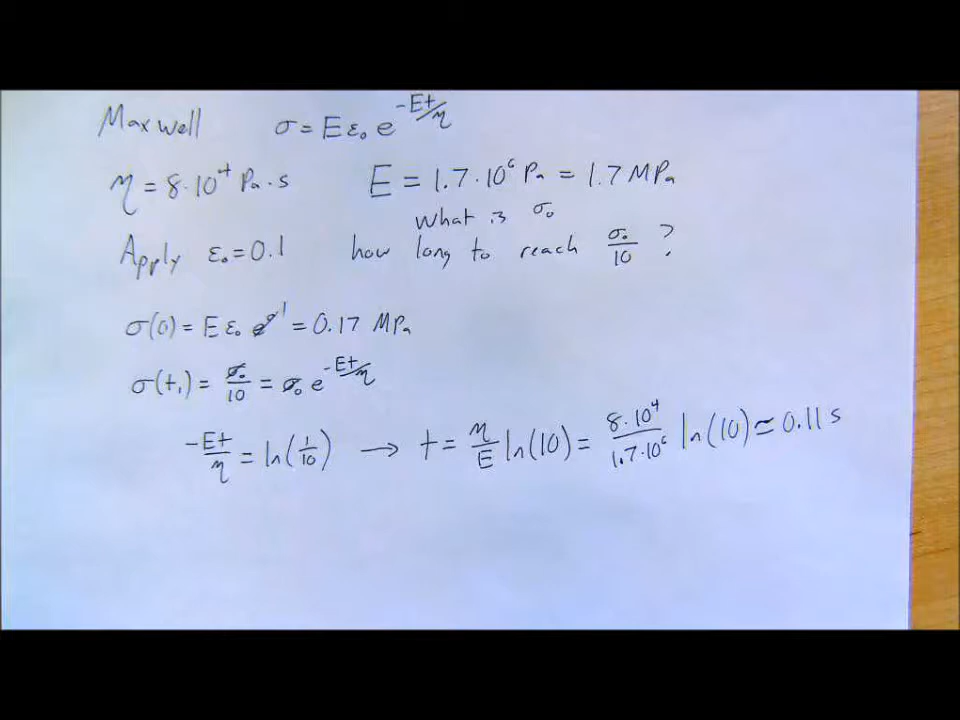 Maxwell σ = E ε₀ e^(-Et/η)
η = 8·10⁴ Pa·s E = 1.7·10⁶ Pa = 1.7 MPa
What is σ₀
Apply ε₀ = 0.1 how long to reach σ₀/10 ?
σ(0) = E ε₀ e⁰ ¹ = 0.17 MPa
σ(t₁) = σ₀/10 = σ₀ e^(-Et/η)
-Et/η = ln(1/10) → t = η/E ln(10) = 8·10⁴/1.7·10⁶ ln(10) ≃ 0.11 s